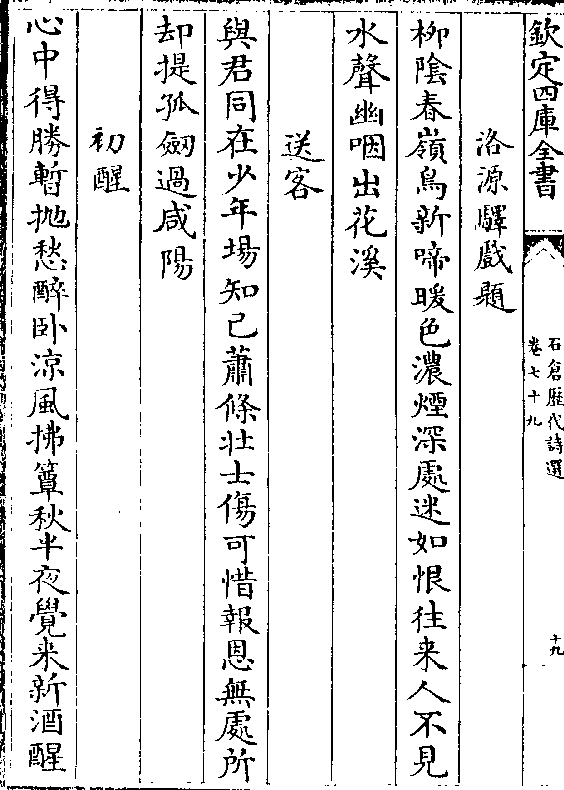 欽定四庫全書
石倉歷代詩選
卷七十九
十九
洛源驛戲題
柳陰春嶺鳥新啼暖色濃煙深處迷如恨往来人不見
水聲幽咽出花溪
送客
與君同在少年場知已蕭條壯士傷可惜報恩無處所
却提孤劒過咸陽
初醒
心中得勝暫抛愁醉卧涼風拂簟秋半夜覺来新酒醒